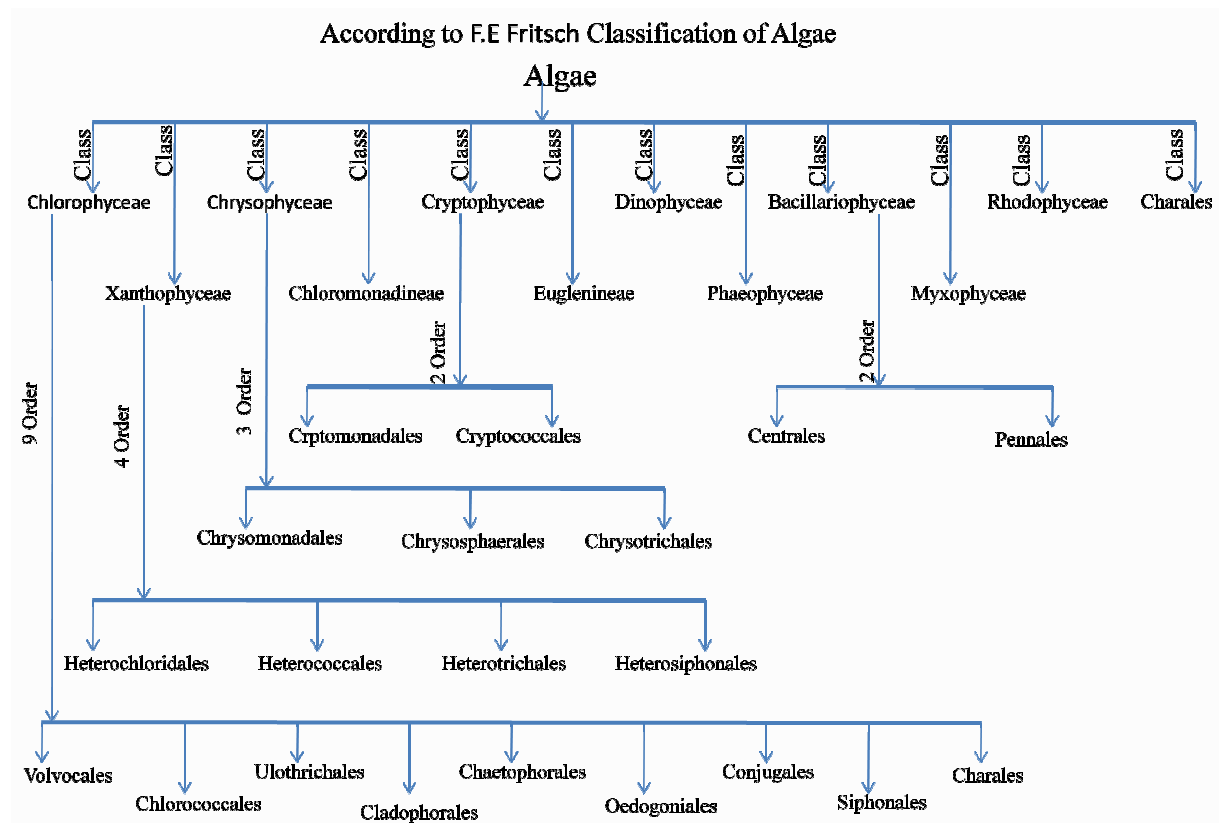 According to F.E Fritsch Classification of Algae
Algae
Class Class Class Class Class Class Class Class Class Class Class Class
Chlorophyceae Chrysophyceae Cryptophyceae Dinophyceae Bacillariophyceae Rhodophyceae Charales
Xanthophyceae Chloromonadineae Euglenineae Phaeophyceae Myxophyceae
9 Order 4 Order 3 Order 2 Order 2 Order
Crptomonadales Cryptococcales Centrales Pennales
Chrysomonadales Chrysosphaerales Chrysotrichales
Heterochloridales Heterococcales Heterotrichales Heterosiphonales
Volvocales Ulothrichales Chaetophorales Conjugales Charales
Chlorococcales Cladophorales Oedogoniales Siphonales